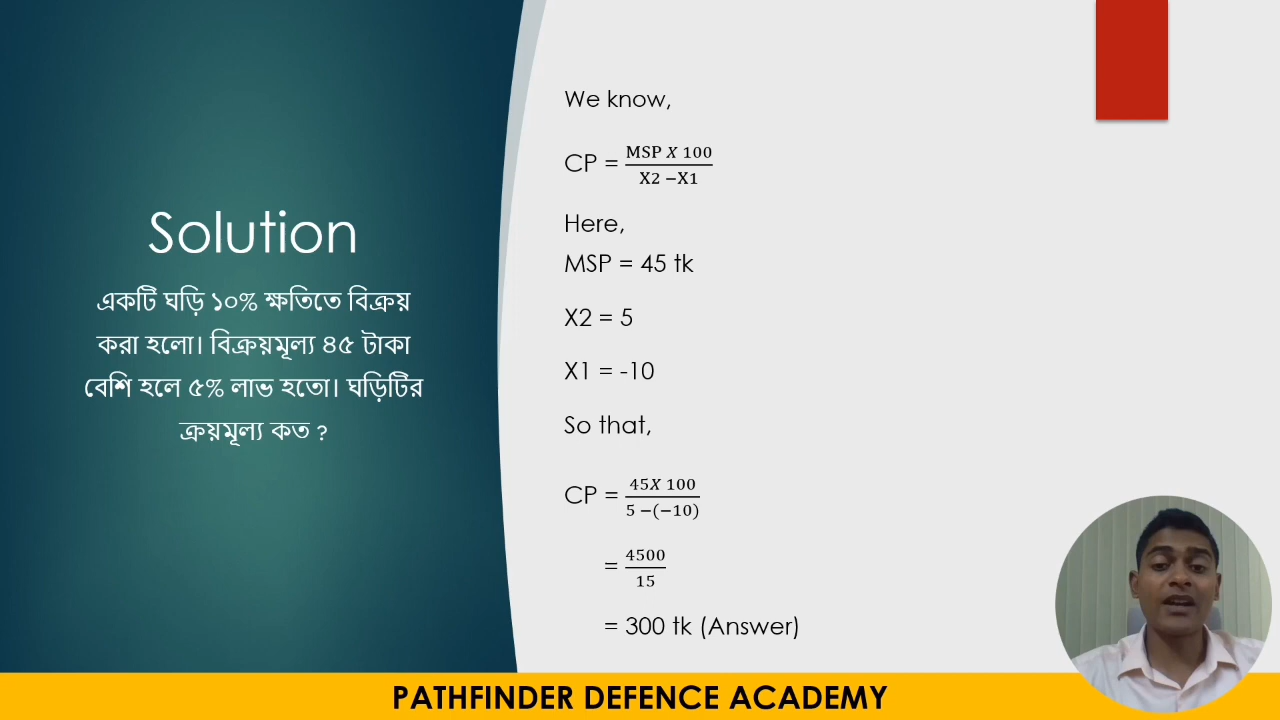 Solution
একটি ঘড়ি ১০% ক্ষতিতে বিক্রয়
করা হলো। বিক্রয়মূল্য ৪৫ টাকা
বেশি হলে ৫% লাভ হতো। ঘড়িটির
ক্রয়মূল্য কত ?
We know,
CP = MSP X 100 / X2 −X1
Here,
MSP = 45 tk
X2 = 5
X1 = -10
So that,
CP = 45X 100 / 5 −(−10)
= 4500 / 15
= 300 tk (Answer)
PATHFINDER DEFENCE ACADEMY